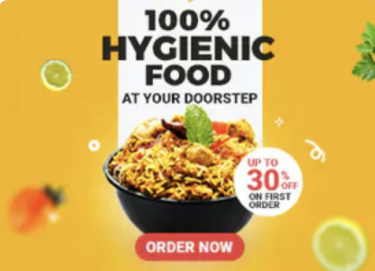 100%
HYGIENIC
FOOD
AT YOUR DOORSTEP
UP TO
30% OFF
ON FIRST
ORDER
ORDER NOW